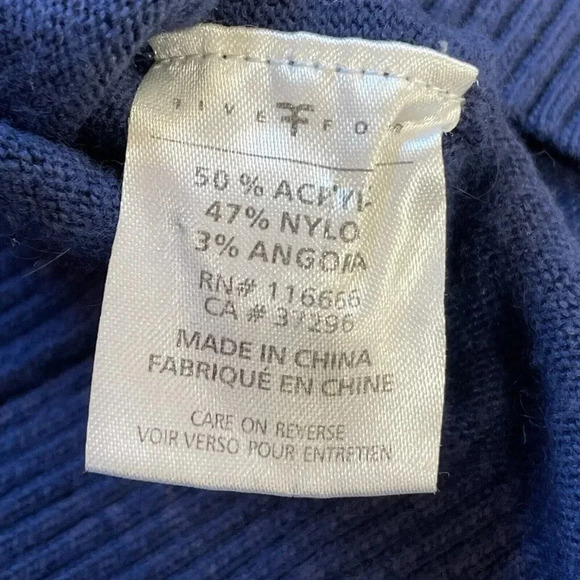 50 % ACRYL
47% NYLO
3% ANGORA
RN# 116666
CA # 37296
MADE IN CHINA
FABRIQUÉ EN CHINE
CARE ON REVERSE
VOIR VERSO POUR ENTRETIEN